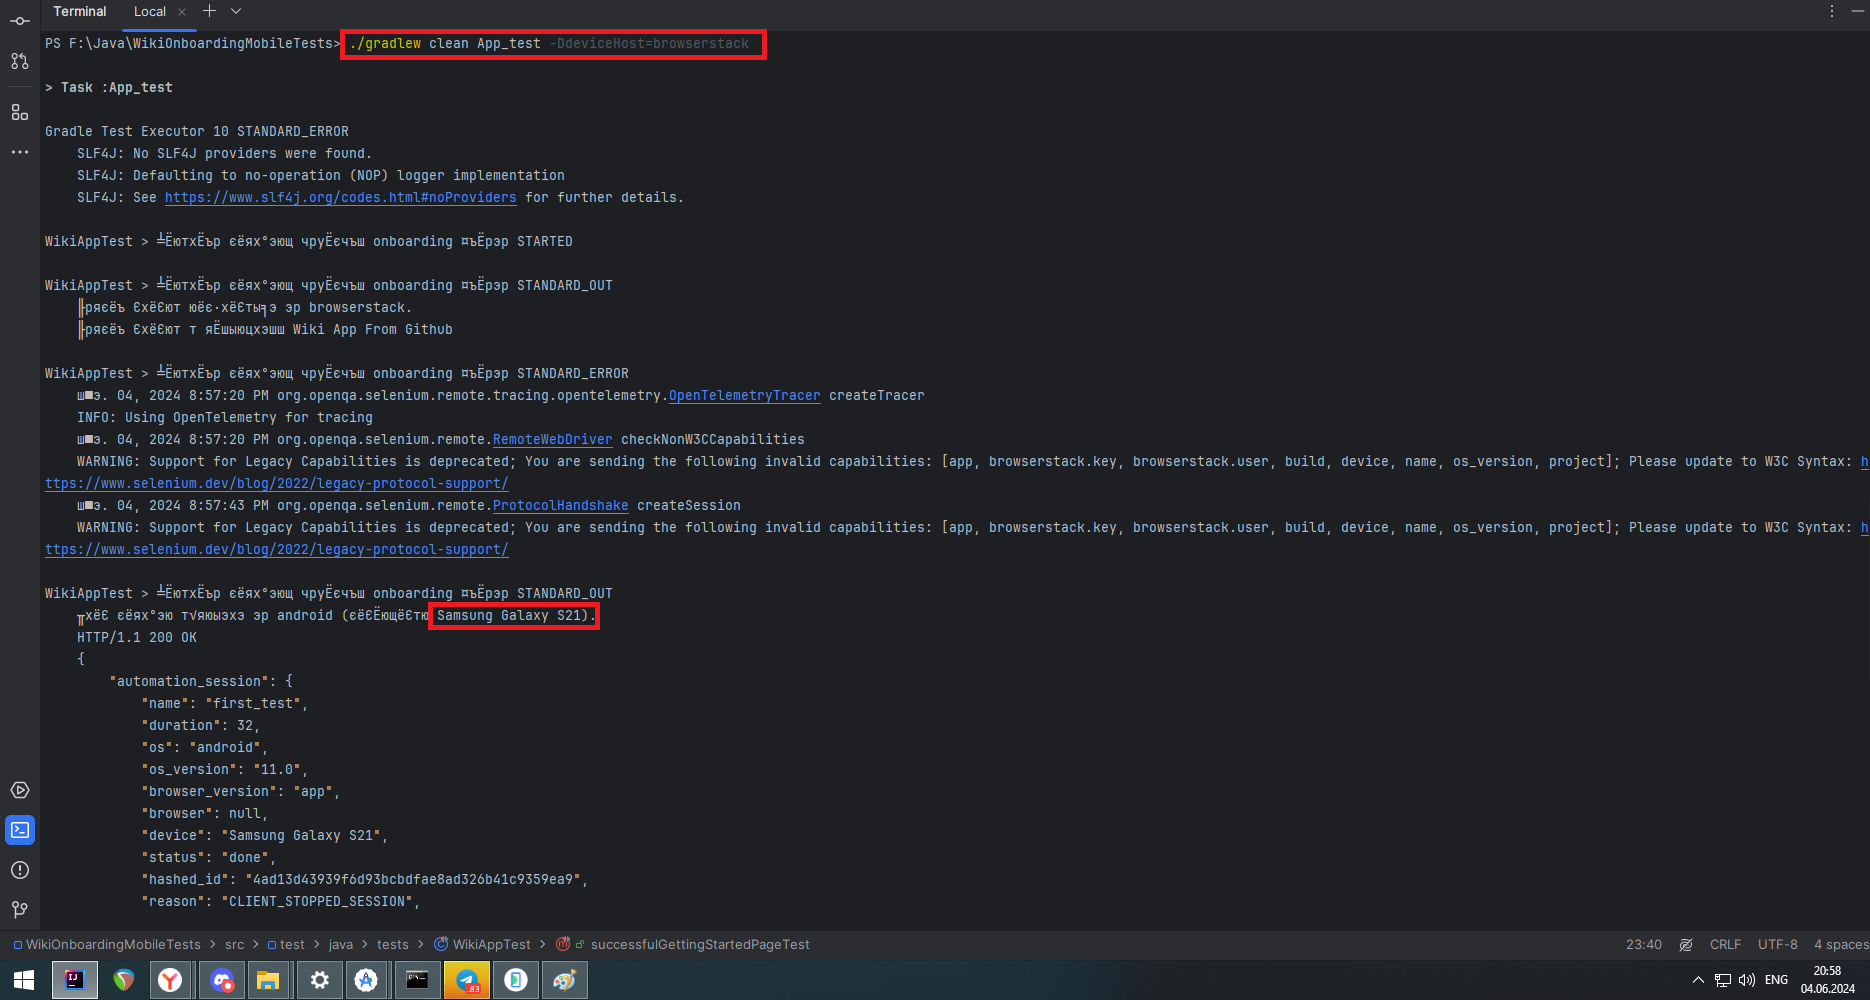 Terminal Local
PS F:\Java\WikiOnboardingMobileTests> ./gradlew clean App_test -DdeviceHost=browserstack
> Task :App_test
Gradle Test Executor 10 STANDARD_ERROR
SLF4J: No SLF4J providers were found.
SLF4J: Defaulting to no-operation (NOP) logger implementation
SLF4J: See https://www.slf4j.org/codes.html#noProviders for further details.
WikiAppTest > ╧ЁютхЁър єёях°эющ чруЁєчъш onboarding ¤ъЁрэр STARTED
WikiAppTest > ╧ЁютхЁър єёях°эющ чруЁєчъш onboarding ¤ъЁрэр STANDARD_OUT
╟ряєёъ ЄхёЄют юёє∙хёЄты╕э эр browserstack.
╟ряєёъ ЄхёЄют т яЁшыюцхэшш Wiki App From Github
WikiAppTest > ╧ЁютхЁър єёях°эющ чруЁєчъш onboarding ¤ъЁрэр STANDARD_ERROR
ш■э. 04, 2024 8:57:20 PM org.openqa.selenium.remote.tracing.opentelemetry.OpenTelemetryTracer createTracer
INFO: Using OpenTelemetry for tracing
ш■э. 04, 2024 8:57:20 PM org.openqa.selenium.remote.RemoteWebDriver checkNonW3CCapabilities
WARNING: Support for Legacy Capabilities is deprecated; You are sending the following invalid capabilities: [app, browserstack.key, browserstack.user, build, device, name, os_version, project]; Please update to W3C Syntax: h
ttps://www.selenium.dev/blog/2022/legacy-protocol-support/
ш■э. 04, 2024 8:57:43 PM org.openqa.selenium.remote.ProtocolHandshake createSession
WARNING: Support for Legacy Capabilities is deprecated; You are sending the following invalid capabilities: [app, browserstack.key, browserstack.user, build, device, name, os_version, project]; Please update to W3C Syntax: h
ttps://www.selenium.dev/blog/2022/legacy-protocol-support/
WikiAppTest > ╧ЁютхЁър єёях°эющ чруЁєчъш onboarding ¤ъЁрэр STANDARD_OUT
╥хёЄ єёях°эю т√яюыэхэ эр android (єёЄЁющёЄтю Samsung Galaxy S21).
HTTP/1.1 200 OK
{
"automation_session": {
"name": "first_test",
"duration": 32,
"os": "android",
"os_version": "11.0",
"browser_version": "app",
"browser": null,
"device": "Samsung Galaxy S21",
"status": "done",
"hashed_id": "4ad13d43939f6d93bcbdfae8ad326b41c9359ea9",
"reason": "CLIENT_STOPPED_SESSION",
WikiOnboardingMobileTests > src > test > java > tests > WikiAppTest > successfulGettingStartedPageTest 23:40 CRLF UTF-8 4 spaces
83 ENG 20:58
04.06.2024